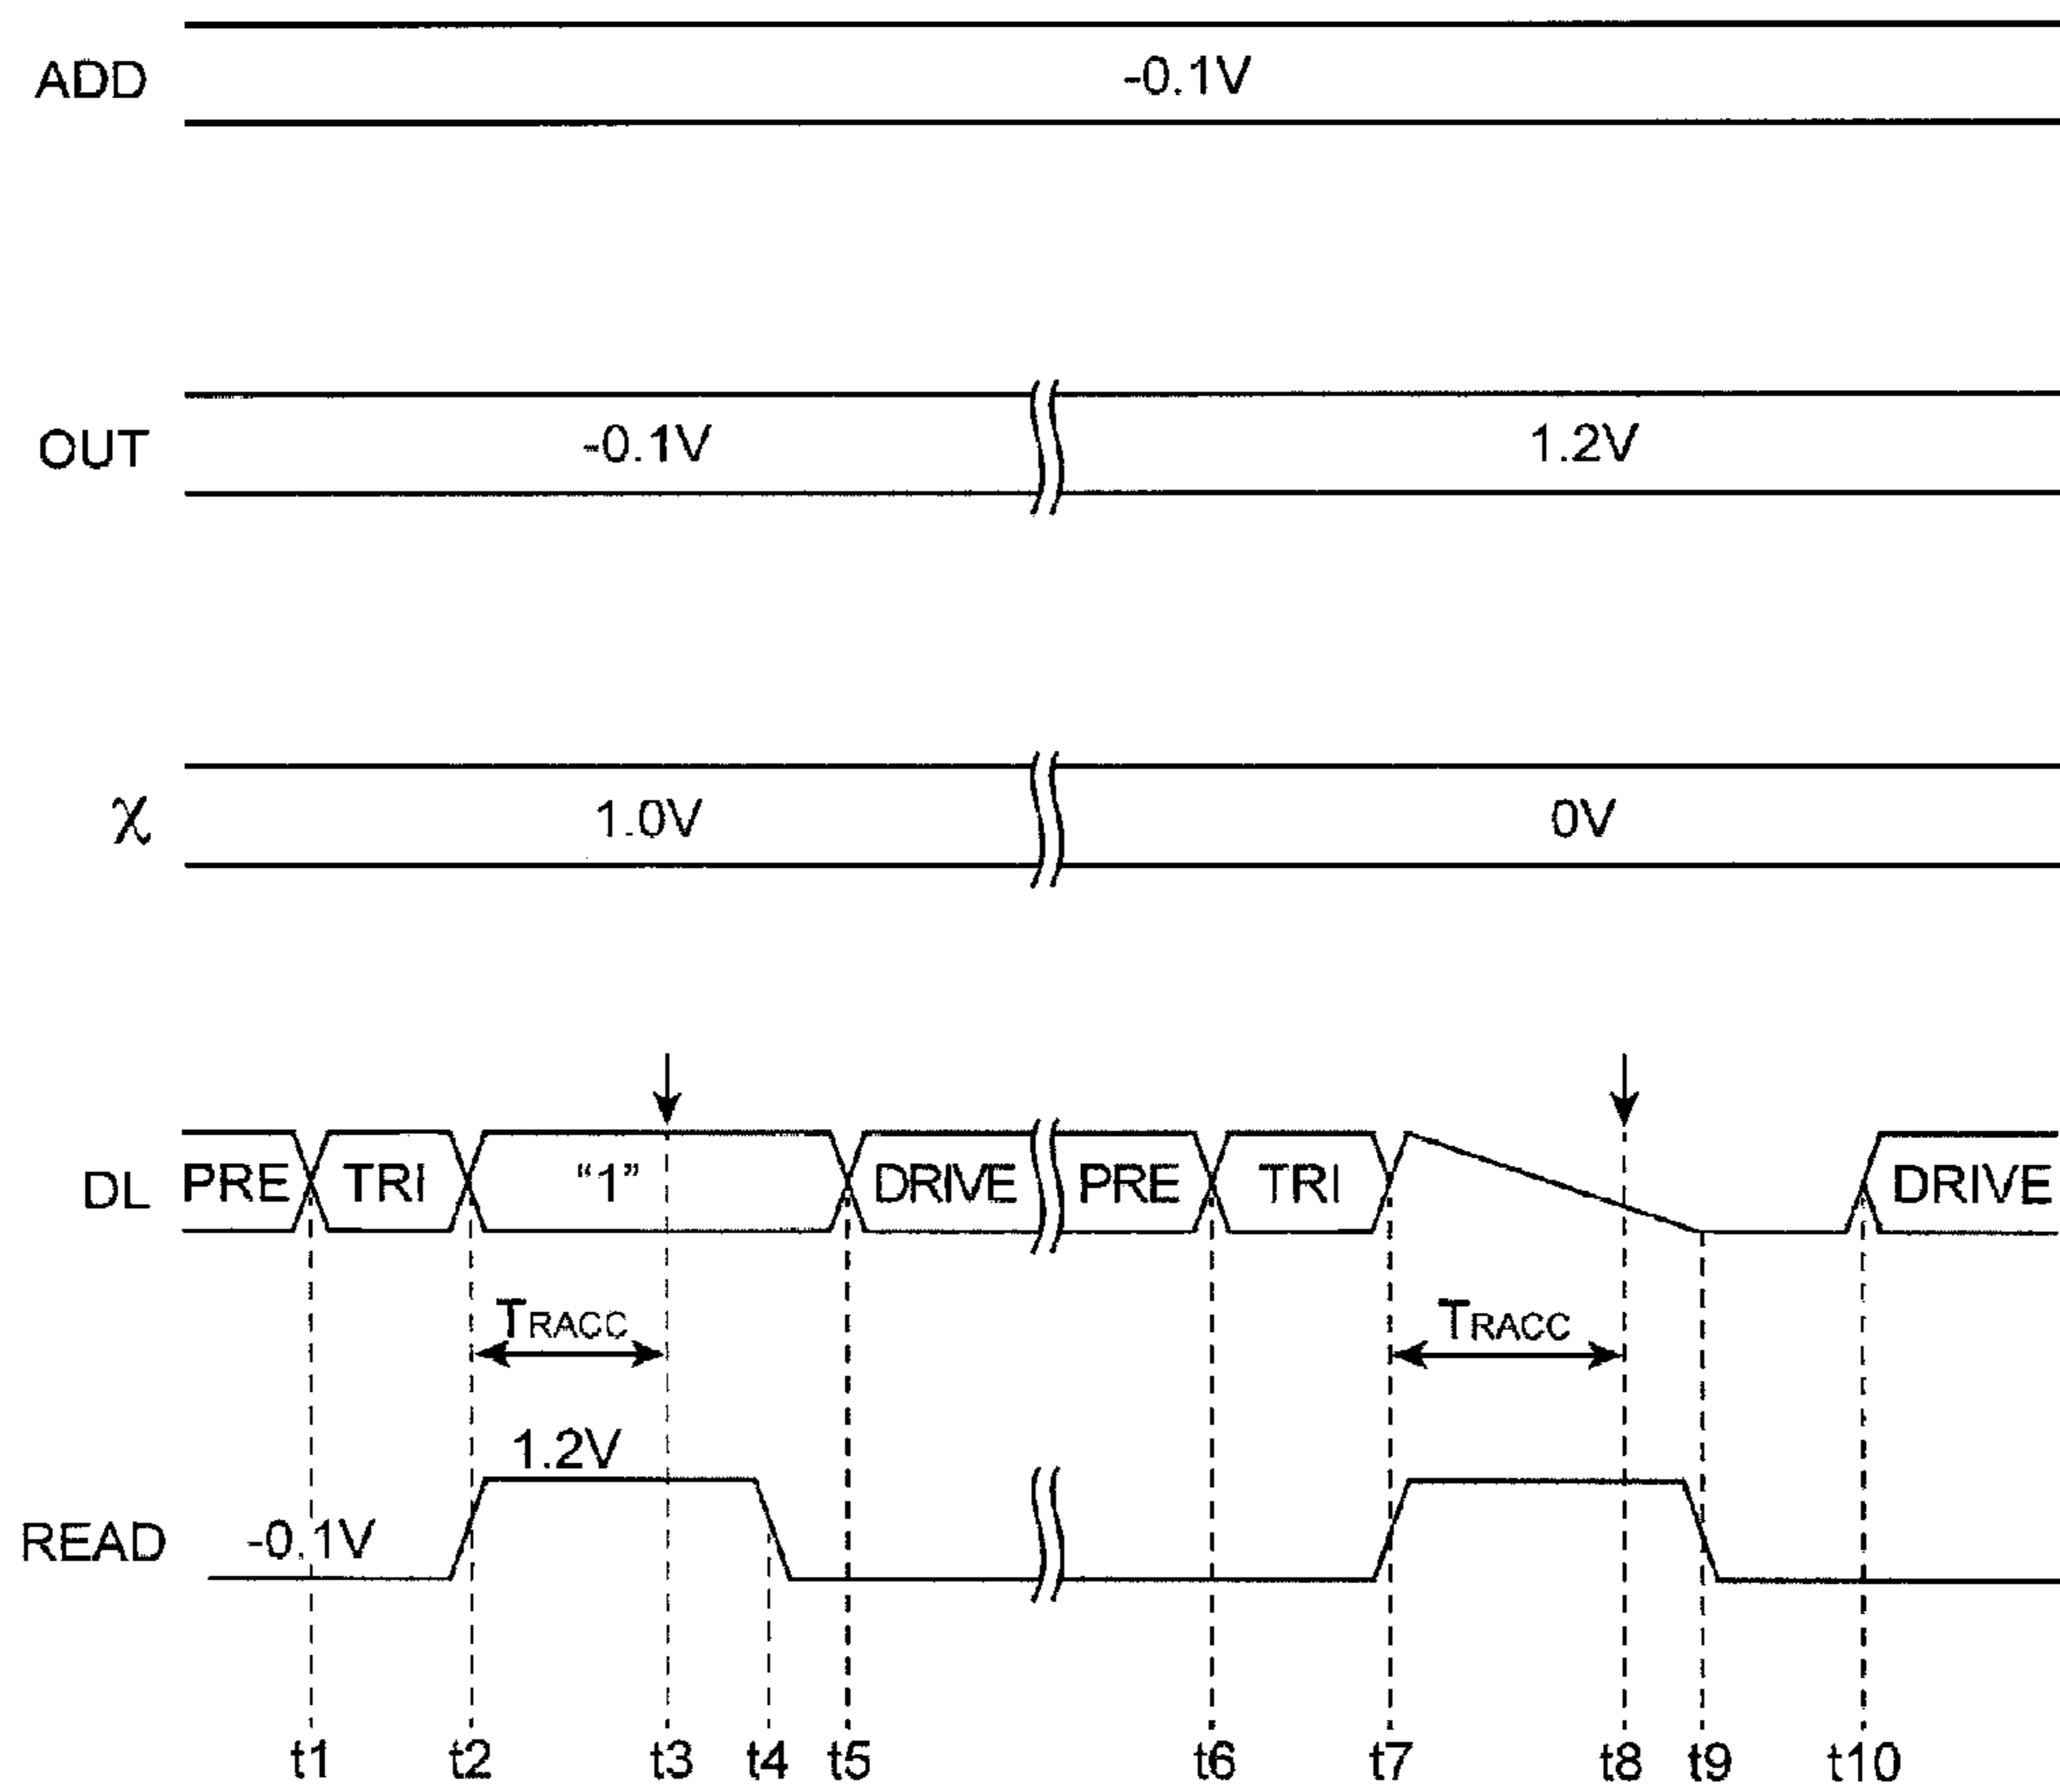 ADD -0.1V
OUT -0.1V 1.2V
χ 1.0V 0V
DL PRE TRI “1” DRIVE PRE TRI DRIVE
TRACC TRACC
1.2V
READ -0.1V
t1 t2 t3 t4 t5 t6 t7 t8 t9 t10